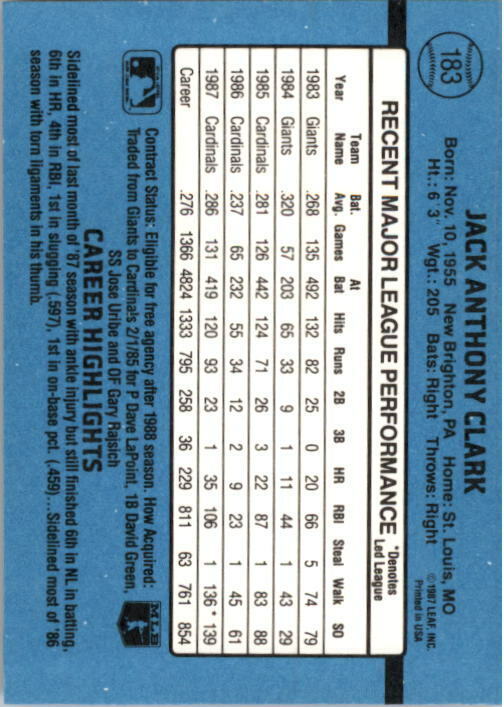 183
JACK ANTHONY CLARK
Born: Nov. 10, 1955 New Brighton, PA Home: St. Louis, MO
Ht.: 6'3" Wgt.: 205 Bats: Right Throws: Right
© 1987 LEAF, INC.
Printed in USA
RECENT MAJOR LEAGUE PERFORMANCE *Denotes Led League
Year Team Name Bat. Avg. Games At Bat Hits Runs 2B 3B HR RBI Steal Walk SO
1983 Giants .268 135 492 132 82 25 0 20 66 5 74 79
1984 Giants .320 57 203 65 33 9 1 11 44 1 43 29
1985 Cardinals .281 126 442 124 71 26 3 22 87 1 83 88
1986 Cardinals .237 65 232 55 34 12 2 9 23 1 45 61
1987 Cardinals .286 131 419 120 93 23 1 35 106 1 136* 139
Career .276 1366 4824 1333 795 258 36 229 811 63 761 854
Contract Status: Eligible for free agency after 1988 season. How Acquired:
Traded from Giants to Cardinals 2/1/85 for P Dave LaPoint, 1B David Green,
SS Jose Uribe and OF Gary Rajsich
MLB
CAREER HIGHLIGHTS
Sidelined most of last month of '87 season with ankle injury but still finished 6th in NL in batting,
6th in HR, 4th in RBI, 1st in slugging (.597), 1st in on-base pct. (.459)...Sidelined most of '86
season with torn ligaments in his thumb.